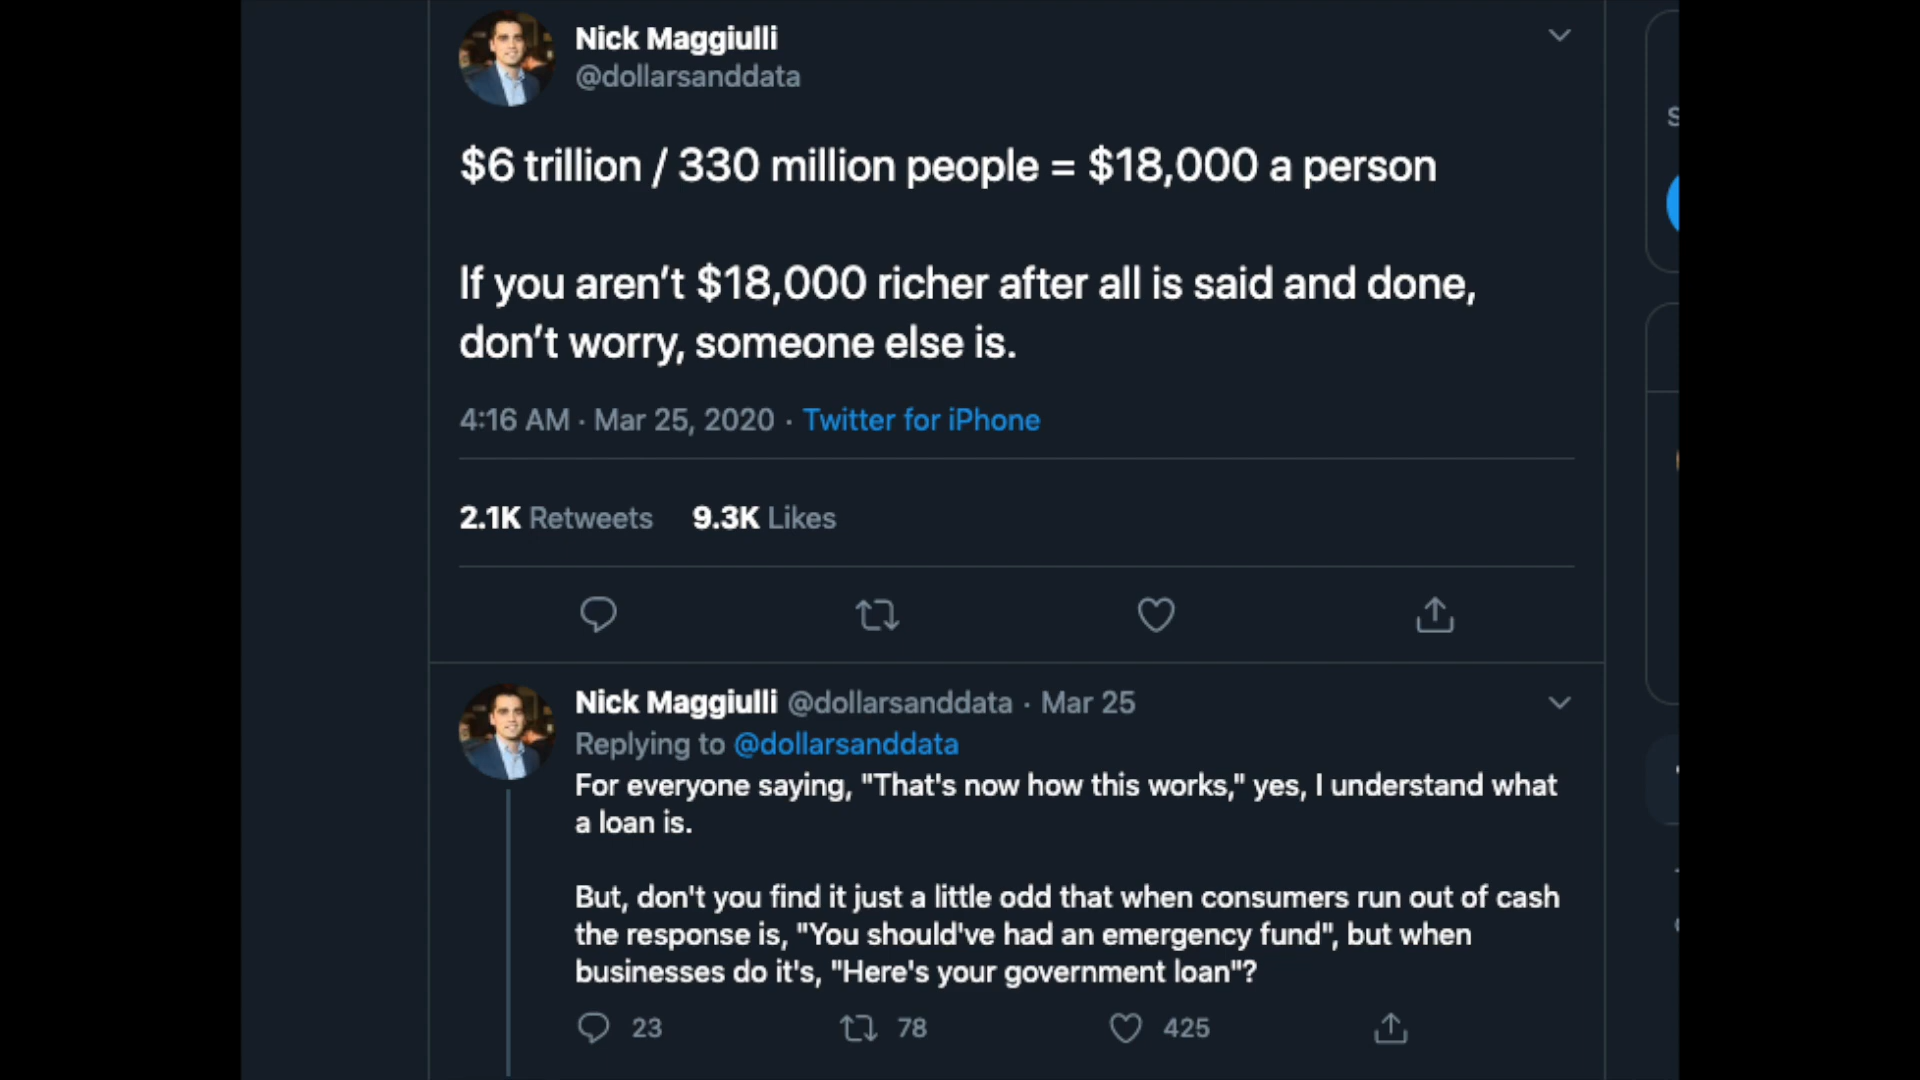 Nick Maggiulli
@dollarsanddata
$6 trillion / 330 million people = $18,000 a person
If you aren't $18,000 richer after all is said and done,
don't worry, someone else is.
4:16 AM · Mar 25, 2020 · Twitter for iPhone
2.1K Retweets 9.3K Likes
Nick Maggiulli @dollarsanddata · Mar 25
Replying to @dollarsanddata
For everyone saying, "That's now how this works," yes, I understand what
a loan is.
But, don't you find it just a little odd that when consumers run out of cash
the response is, "You should've had an emergency fund", but when
businesses do it's, "Here's your government loan"?
23 78 425